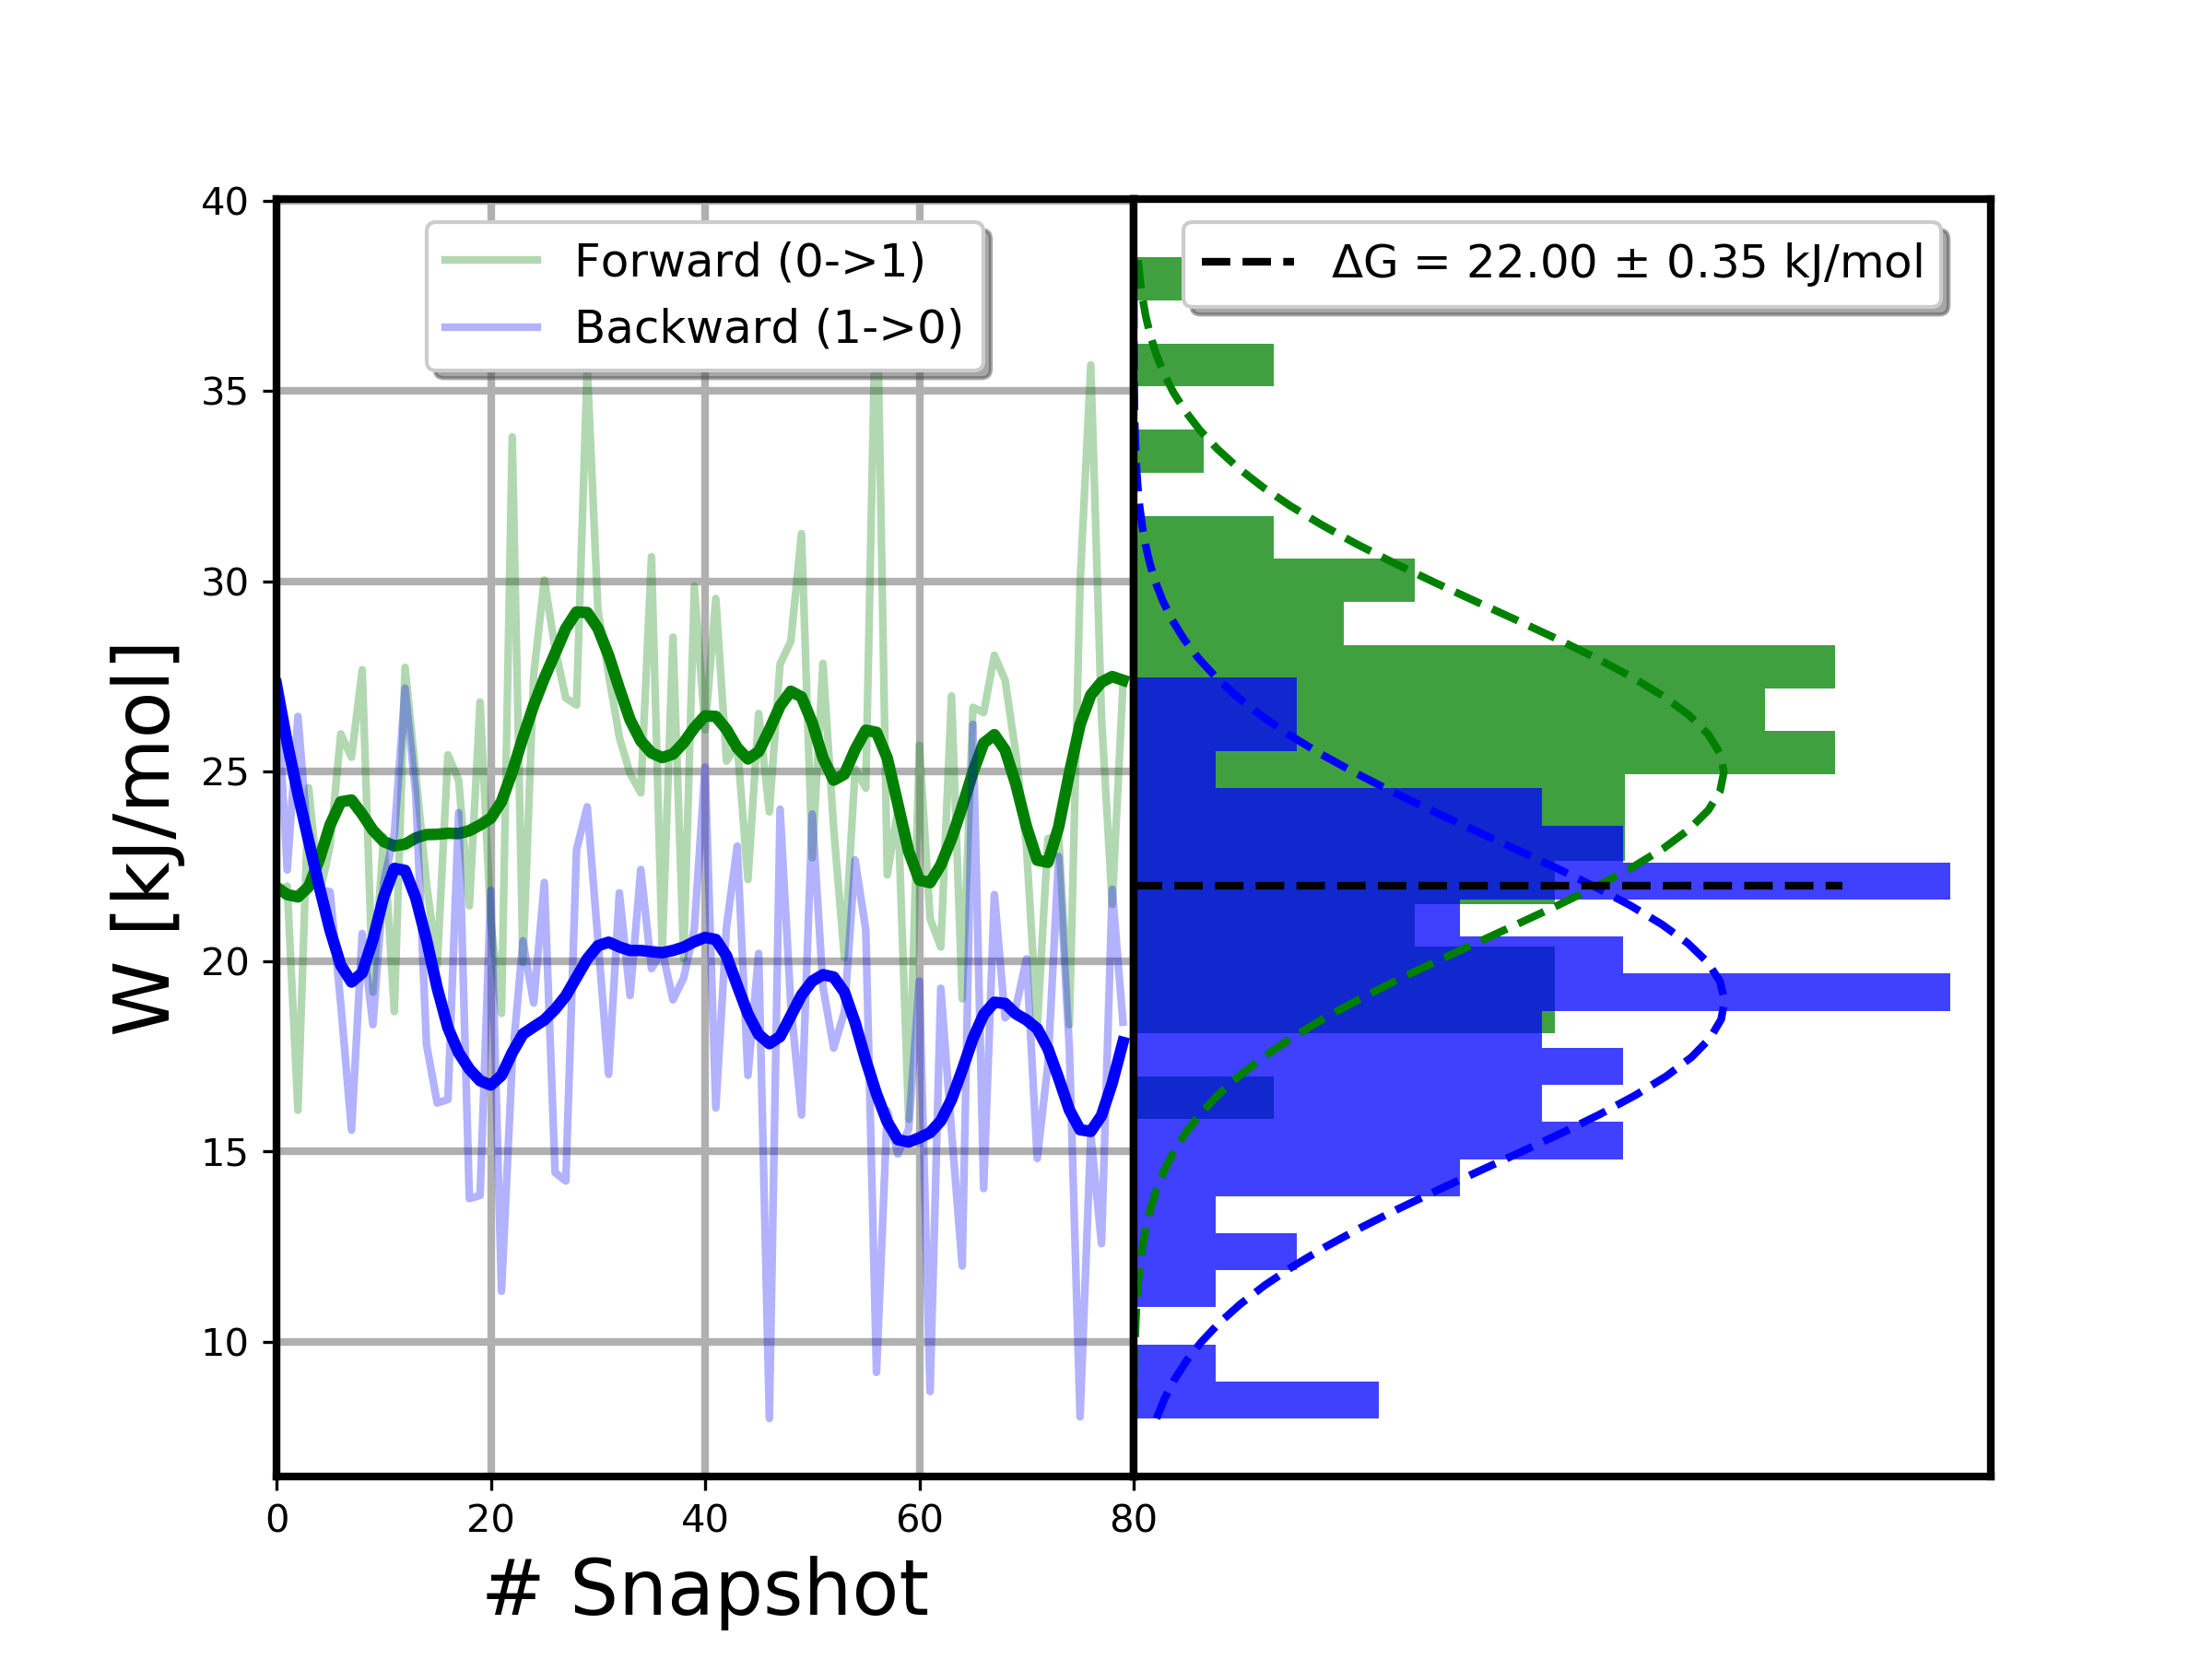 40
35
30
25
20
15
10
W [kJ/mol]
Forward (0->1)
Backward (1->0)
ΔG = 22.00 ± 0.35 kJ/mol
0 20 40 60 80
# Snapshot